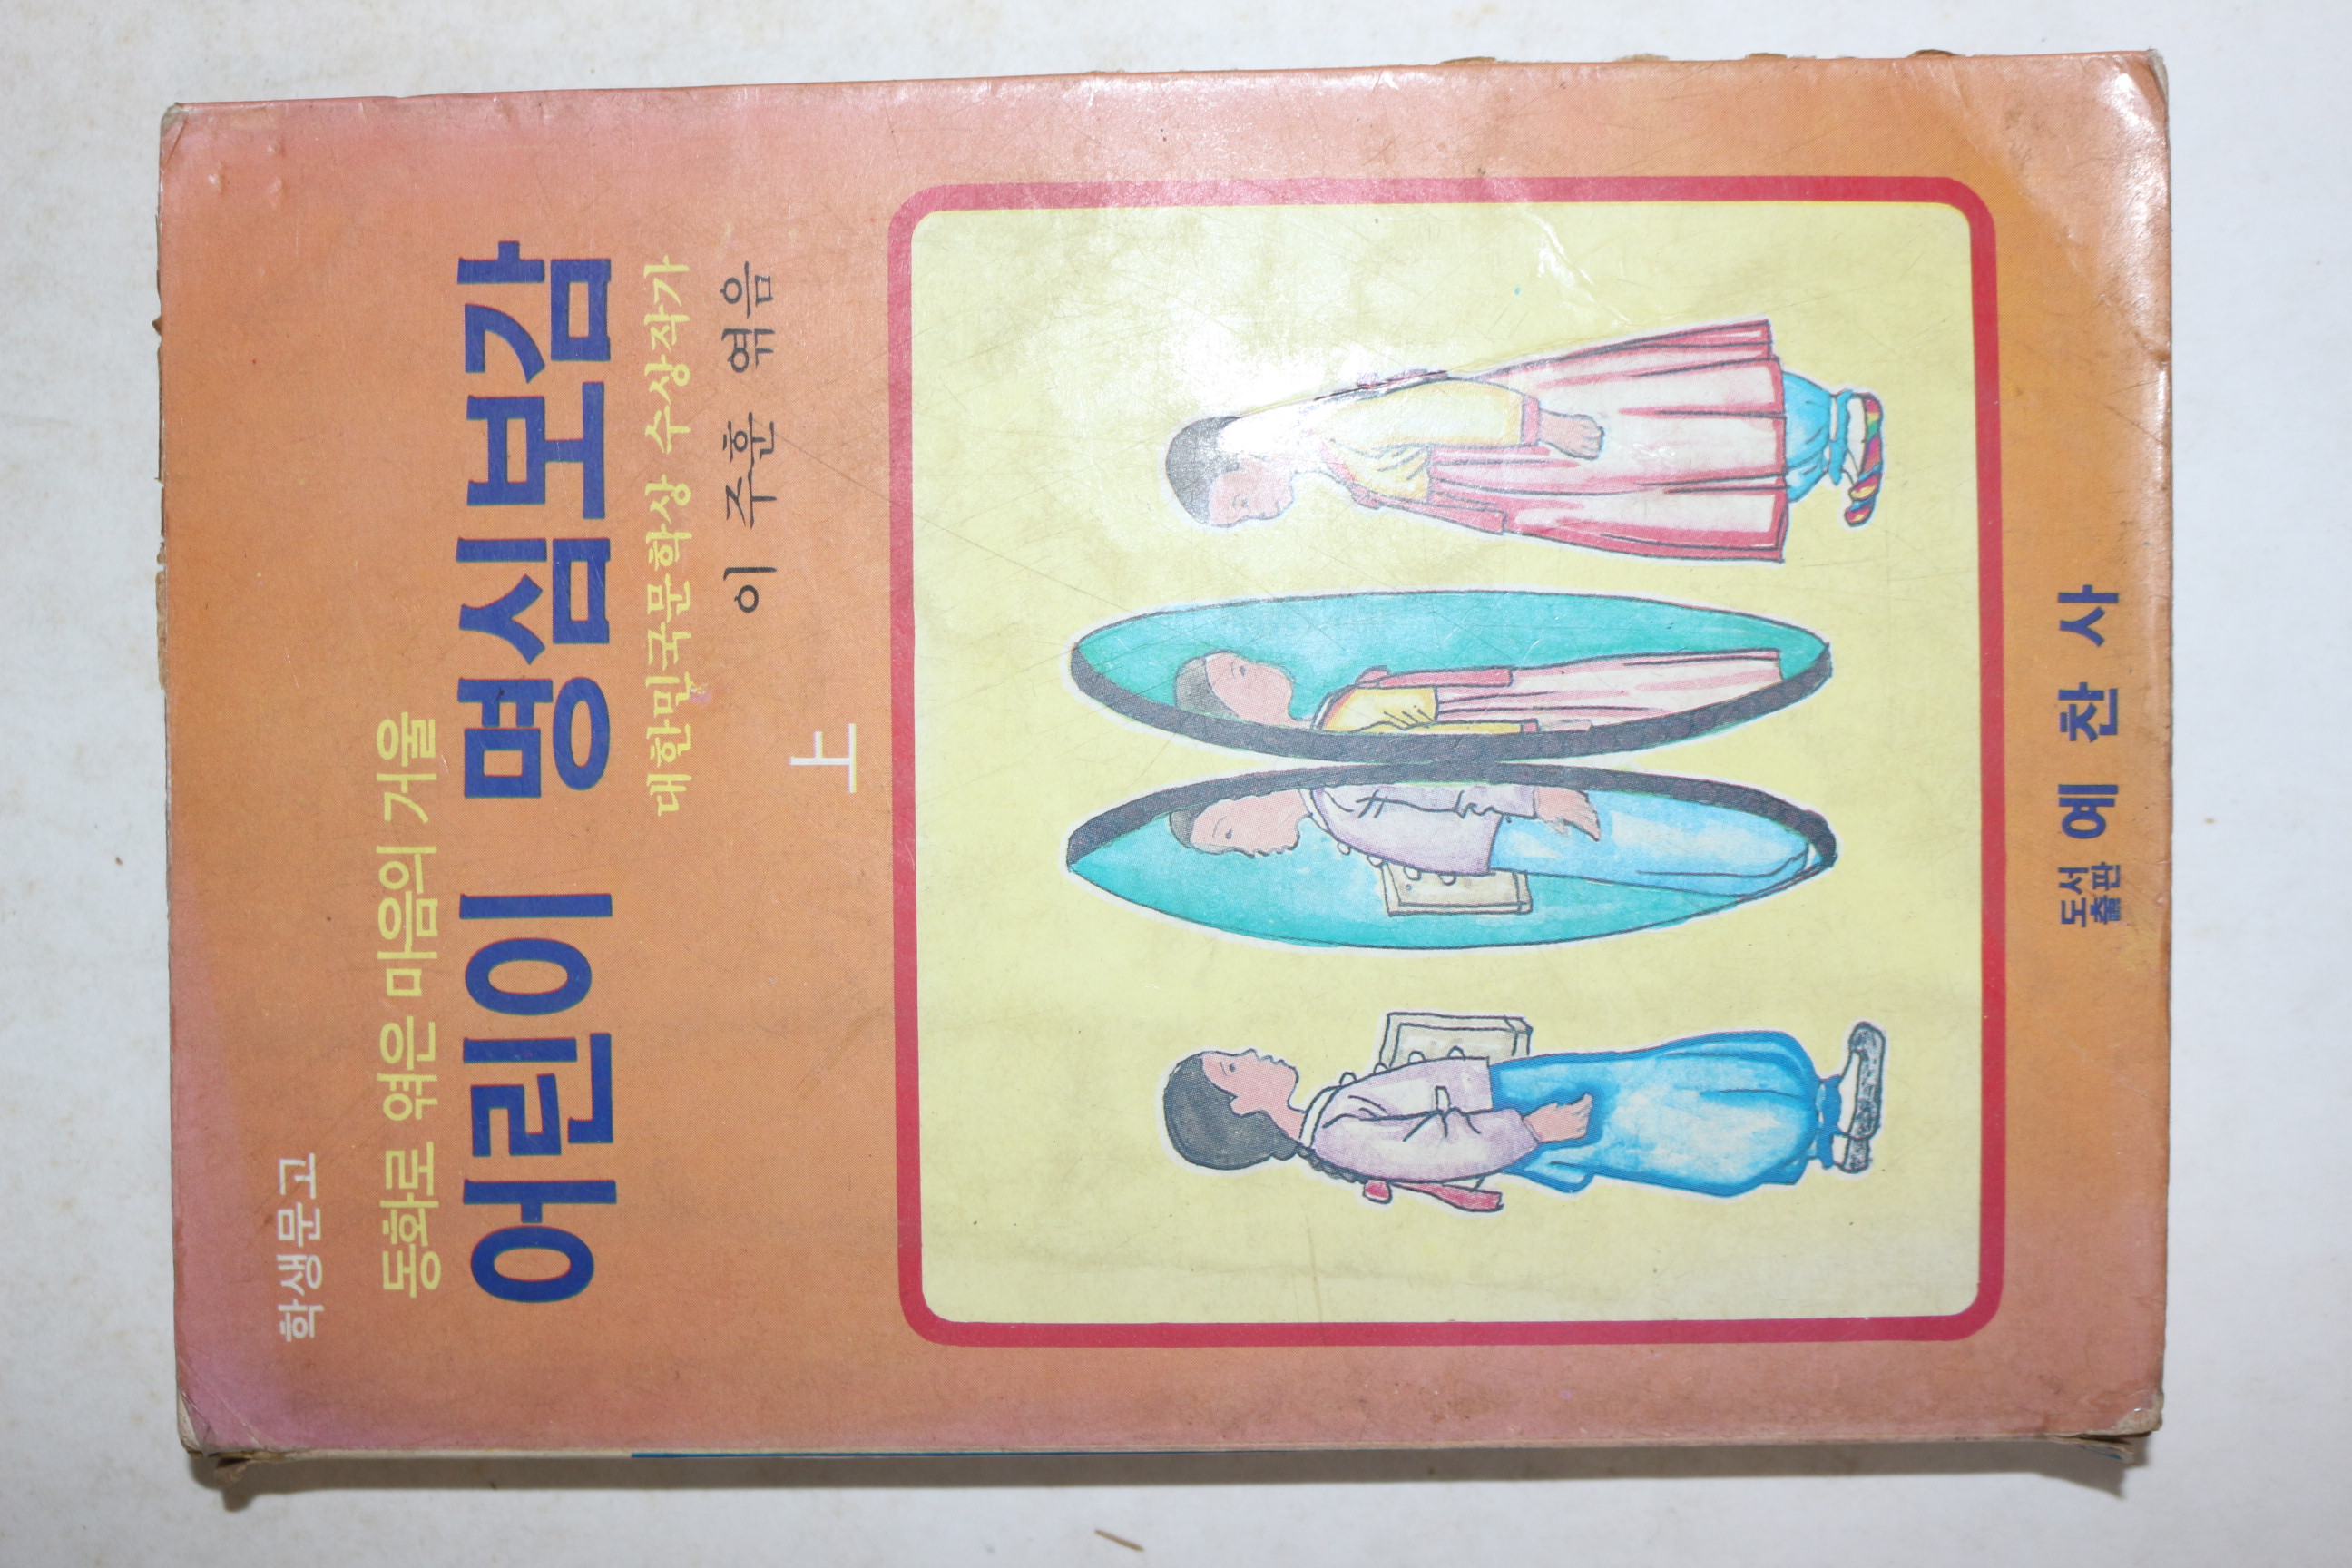 학생문고
동화로 엮은 마음의 거울
어린이 명심보감
대한민국문학상 수상작가
이 주훈 엮음
上
도서출판 예찬사